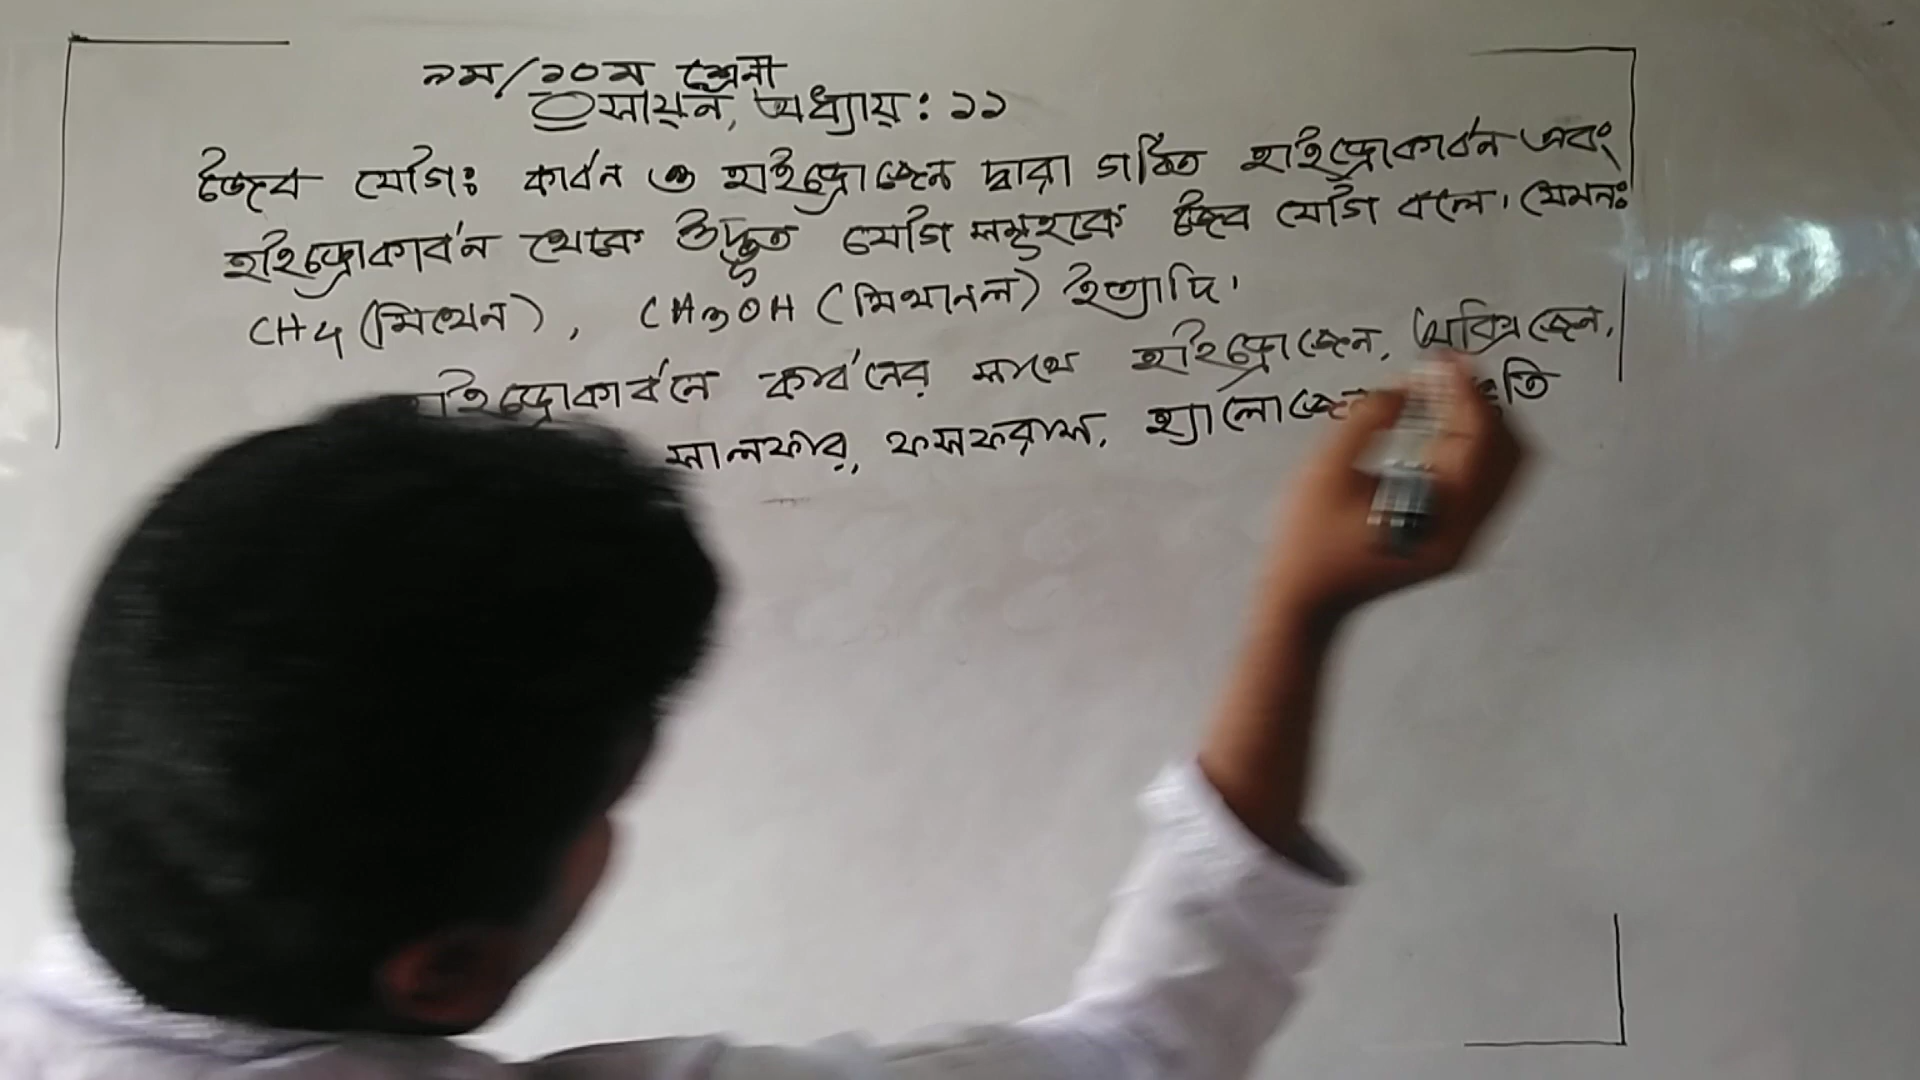 ৯ম/১০ম শ্রেনী
রসায়ন, অধ্যায় : ১১
জৈব যৌগঃ কার্বন ও হাইড্রোজেন দ্বারা গঠিত হাইড্রোকার্বন এবং
হাইড্রোকার্বন থেকে উদ্ভূত যৌগ সমূহকে জৈব যৌগ বলে। যেমনঃ
CH4 (মিথেন), CH3OH (মিথানল) ইত্যাদি।
হাইড্রোকার্বনে কার্বনের সাথে হাইড্রোজেন, অক্সিজেন,
সালফার, ফসফরাস, হ্যালোজেন